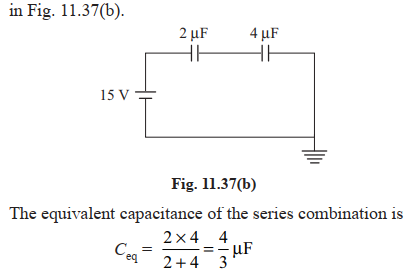 in Fig. 11.37(b).
2 μF 4 μF
15 V
Fig. 11.37(b)
The equivalent capacitance of the series combination is
C_eq = (2 × 4)/(2 + 4) = 4/3 μF